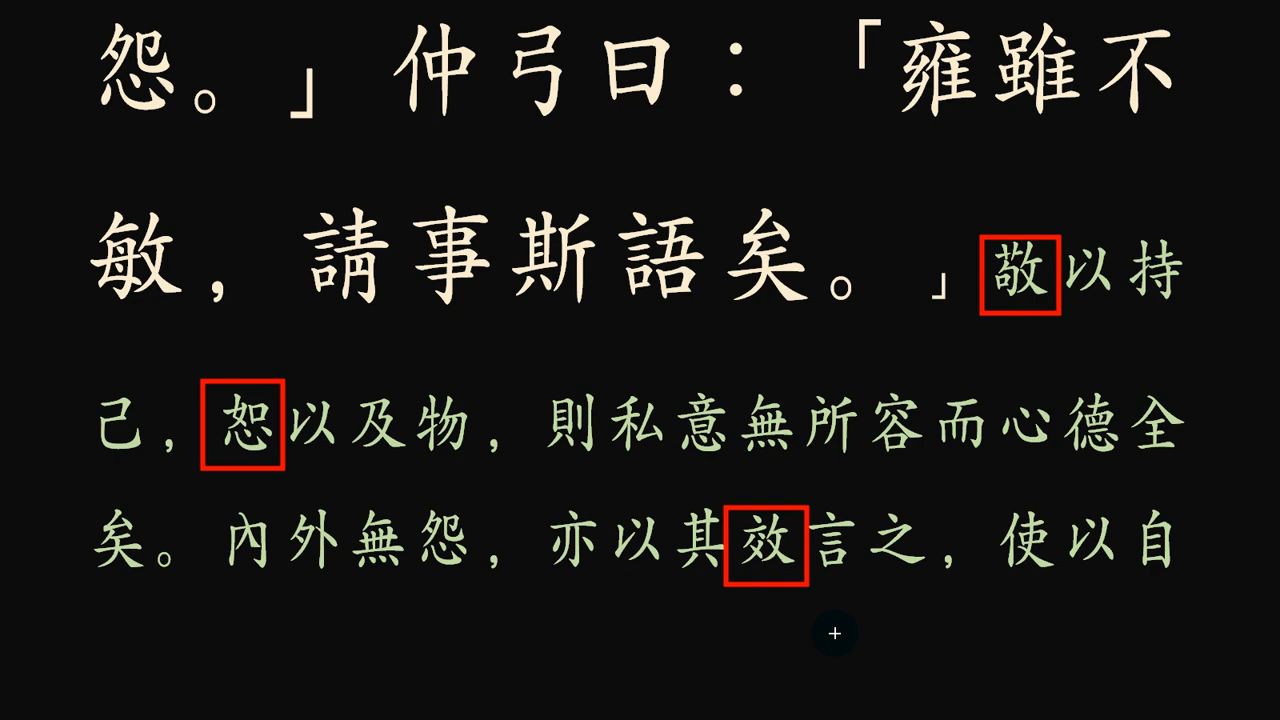 怨。」仲弓曰：「雍雖不
敏，請事斯語矣。」敬以持
己，恕以及物，則私意無所容而心德全
矣。內外無怨，亦以其效言之，使以自